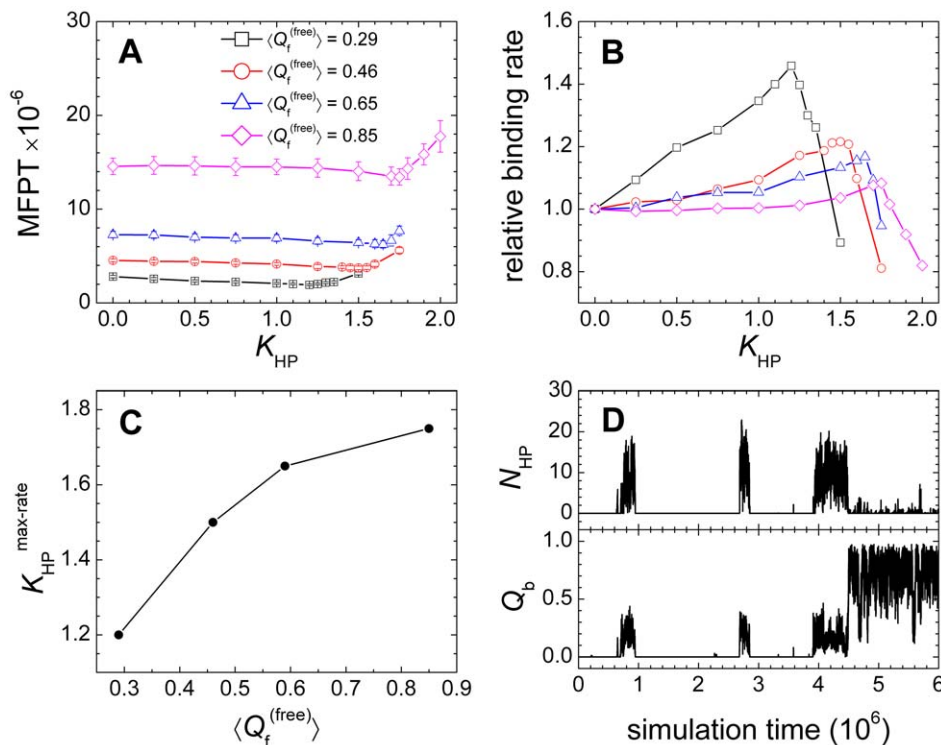 A
⟨Q_f^(free)⟩ = 0.29
⟨Q_f^(free)⟩ = 0.46
⟨Q_f^(free)⟩ = 0.65
⟨Q_f^(free)⟩ = 0.85
MFPT ×10^-6
30
20
10
0
0.0 0.5 1.0 1.5 2.0
K_HP
B
relative binding rate
1.6
1.4
1.2
1.0
0.8
0.0 0.5 1.0 1.5 2.0
K_HP
C
K_HP^max-rate
1.8
1.6
1.4
1.2
0.3 0.4 0.5 0.6 0.7 0.8 0.9
⟨Q_f^(free)⟩
D
N_HP
30
20
10
0
Q_b
1.0
0.5
0.0
0 1 2 3 4 5 6
simulation time (10^6)